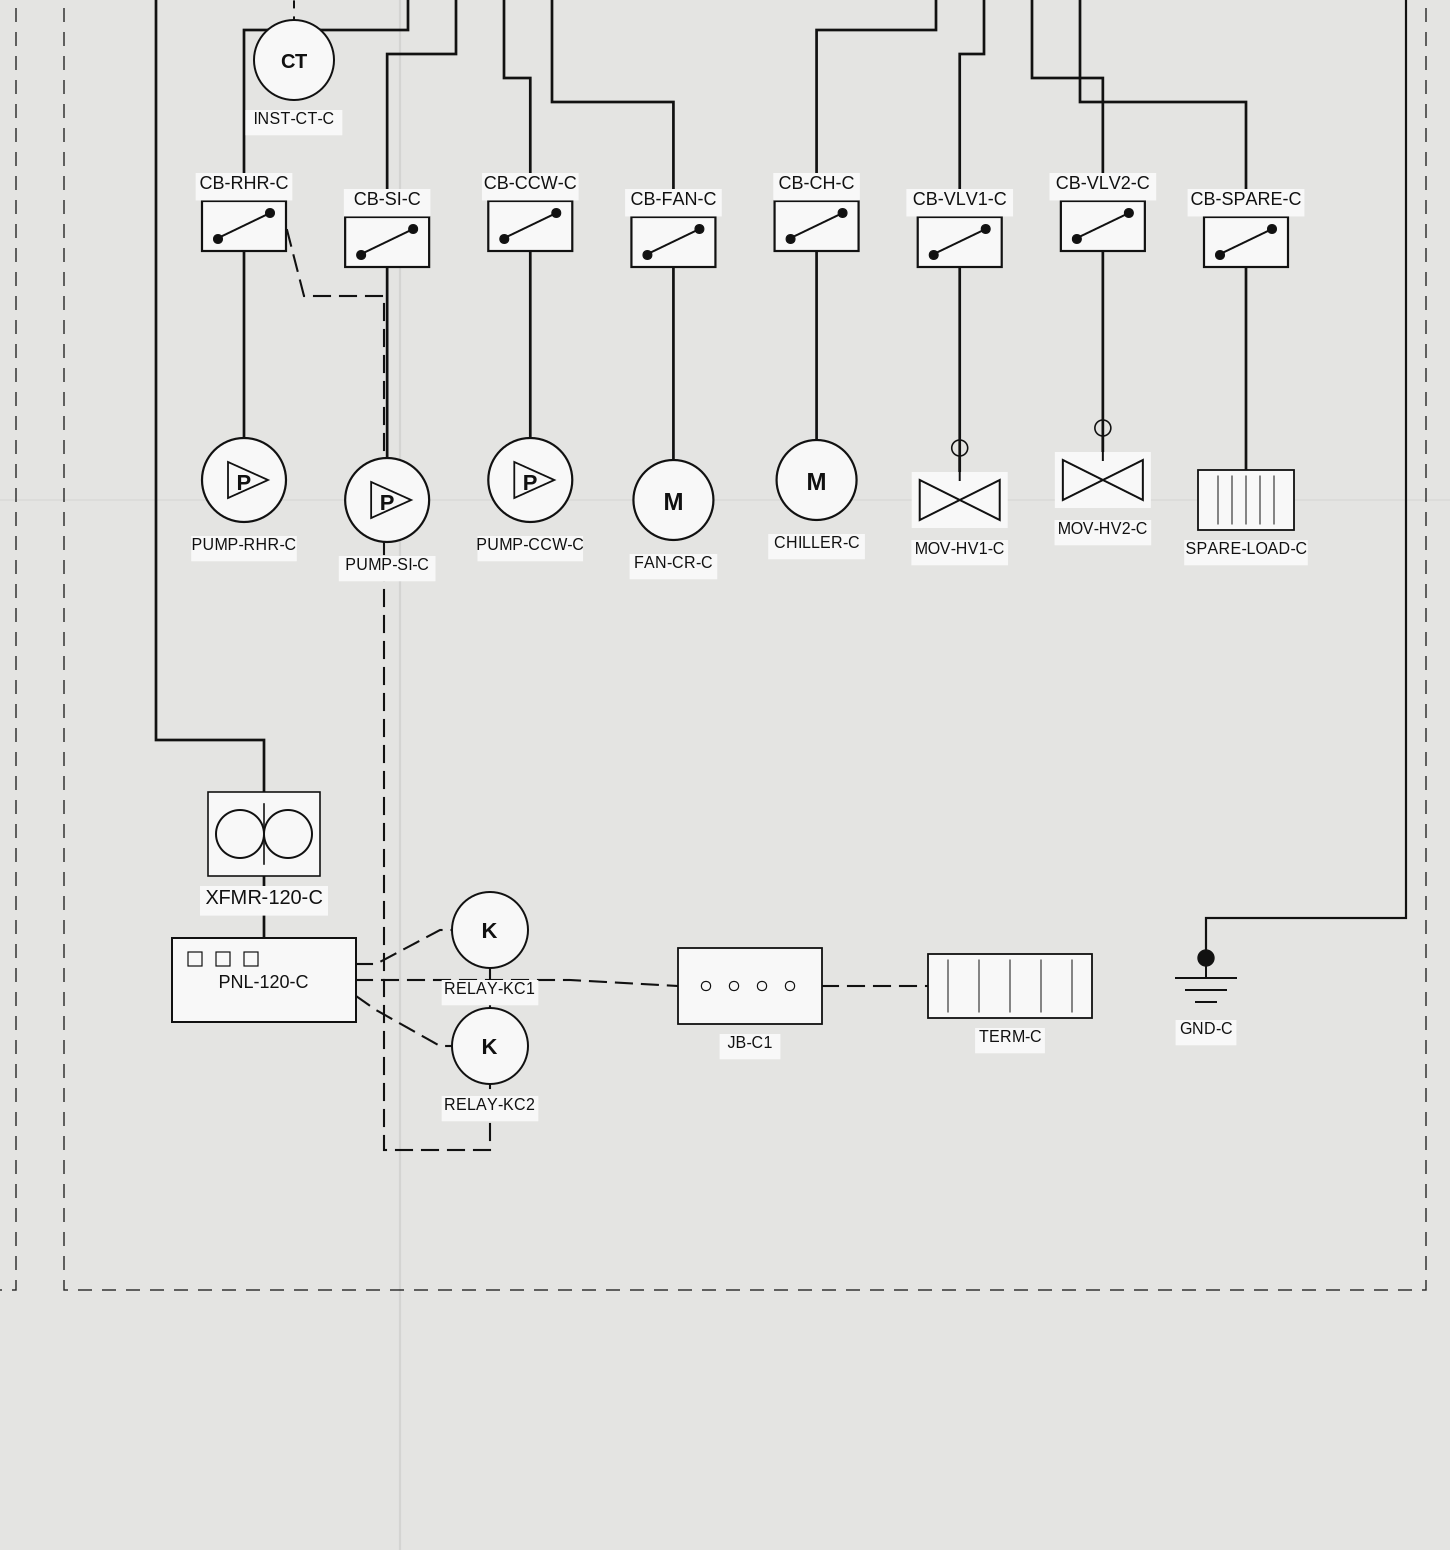 CT
INST-CT-C
CB-RHR-C
CB-SI-C
CB-CCW-C
CB-FAN-C
CB-CH-C
CB-VLV1-C
CB-VLV2-C
CB-SPARE-C
P
P
P
M
M
PUMP-RHR-C
PUMP-SI-C
PUMP-CCW-C
FAN-CR-C
CHILLER-C
MOV-HV1-C
MOV-HV2-C
SPARE-LOAD-C
XFMR-120-C
PNL-120-C
K
RELAY-KC1
K
RELAY-KC2
JB-C1
TERM-C
GND-C